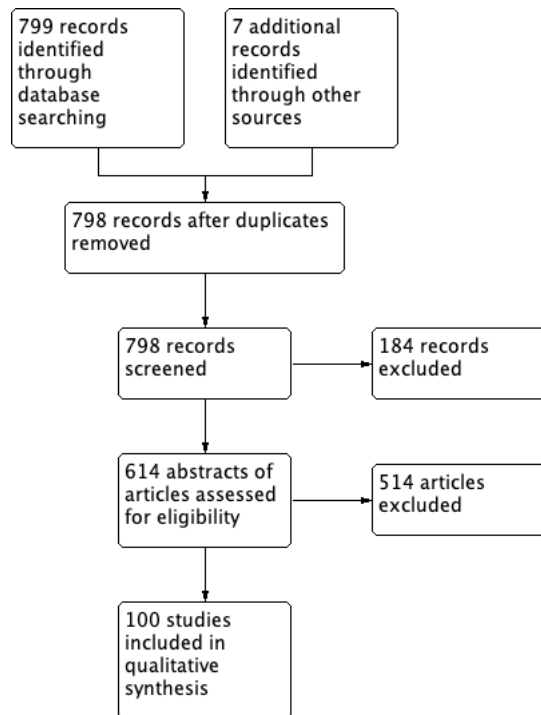 799 records
identified
through
database
searching
7 additional
records
identified
through other
sources
798 records after duplicates
removed
798 records
screened
184 records
excluded
614 abstracts of
articles assessed
for eligibility
514 articles
excluded
100 studies
included in
qualitative
synthesis